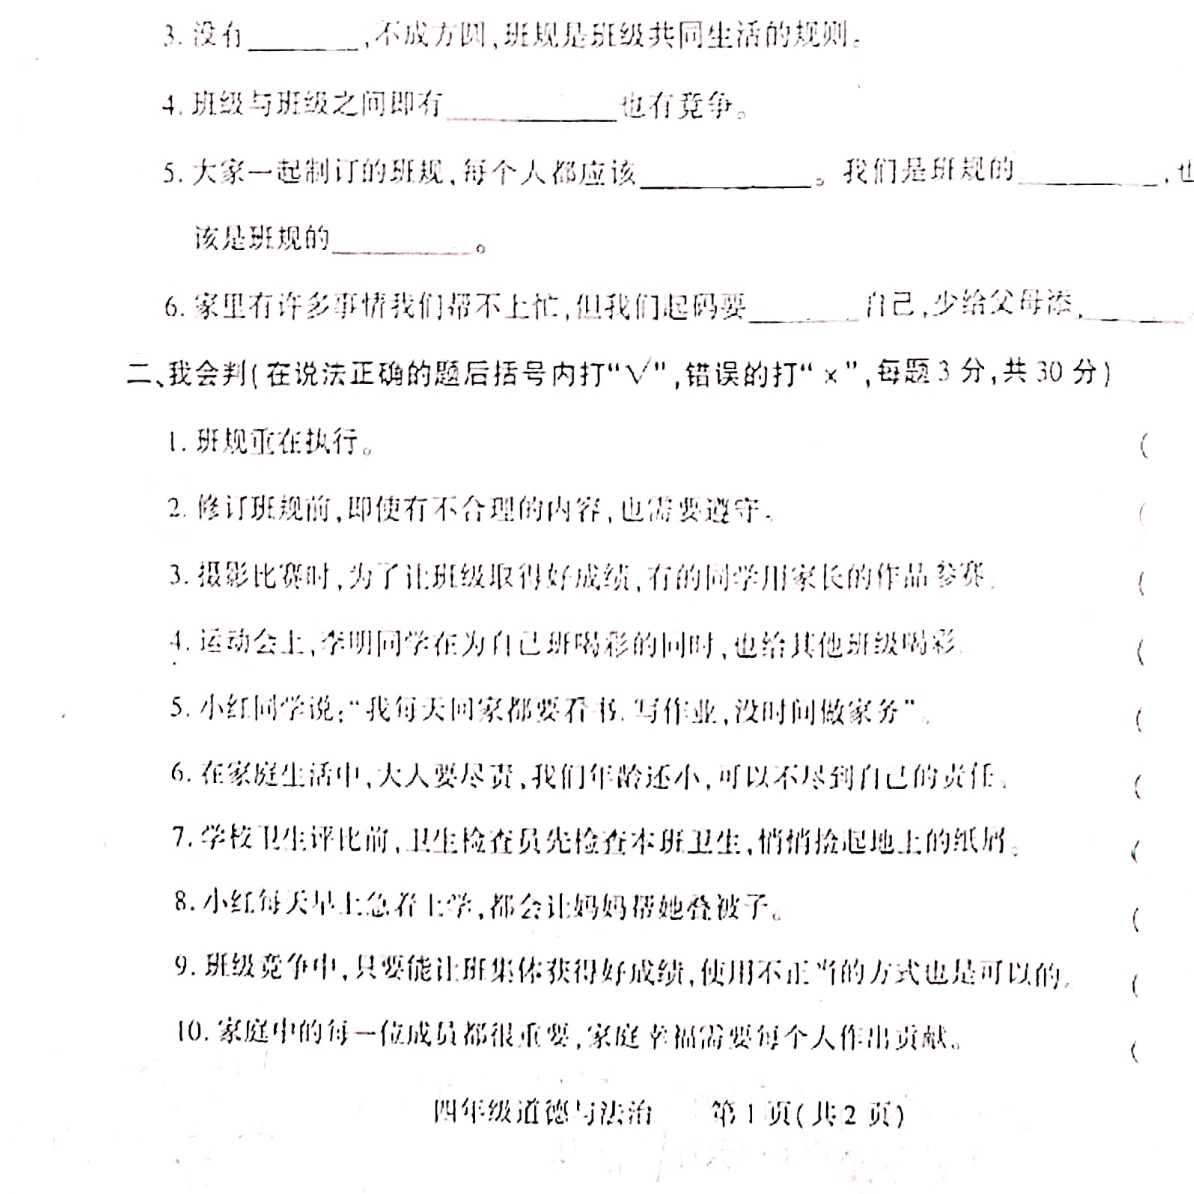 3. 没有________,不成方圆,班规是班级共同生活的规则。
4. 班级与班级之间即有____________也有竞争。
5. 大家一起制订的班规,每个人都应该____________。我们是班规的__________,也
该是班规的__________。
6. 家里有许多事情我们帮不上忙,但我们起码要________自己,少给父母添________
二、我会判(在说法正确的题后括号内打“√”,错误的打“×”,每题3分,共30分)
1. 班规重在执行。 (
2. 修订班规前,即使有不合理的内容,也需要遵守。 (
3. 摄影比赛时,为了让班级取得好成绩,有的同学用家长的作品参赛。 (
4. 运动会上,李明同学在为自己班喝彩的同时,也给其他班级喝彩。 (
5. 小红同学说:“我每天回家都要看书,写作业,没时间做家务”。 (
6. 在家庭生活中,大人要尽责,我们年龄还小,可以不尽到自己的责任。 (
7. 学校卫生评比前,卫生检查员先检查本班卫生,悄悄捡起地上的纸屑。 (
8. 小红每天早上急着上学,都会让妈妈帮她叠被子。 (
9. 班级竞争中,只要能让班集体获得好成绩,使用不正当的方式也是可以的。 (
10. 家庭中的每一位成员都很重要,家庭幸福需要每个人作出贡献。 (
四年级道德与法治 第1页(共2页)